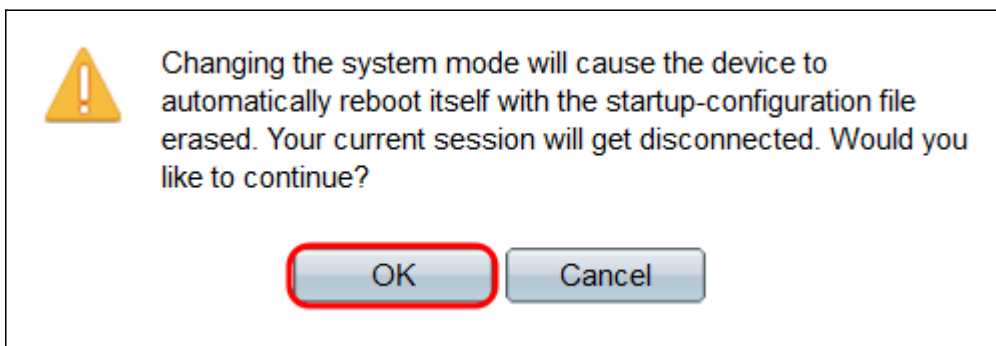 Changing the system mode will cause the device to
automatically reboot itself with the startup-configuration file
erased. Your current session will get disconnected. Would you
like to continue?
OK Cancel